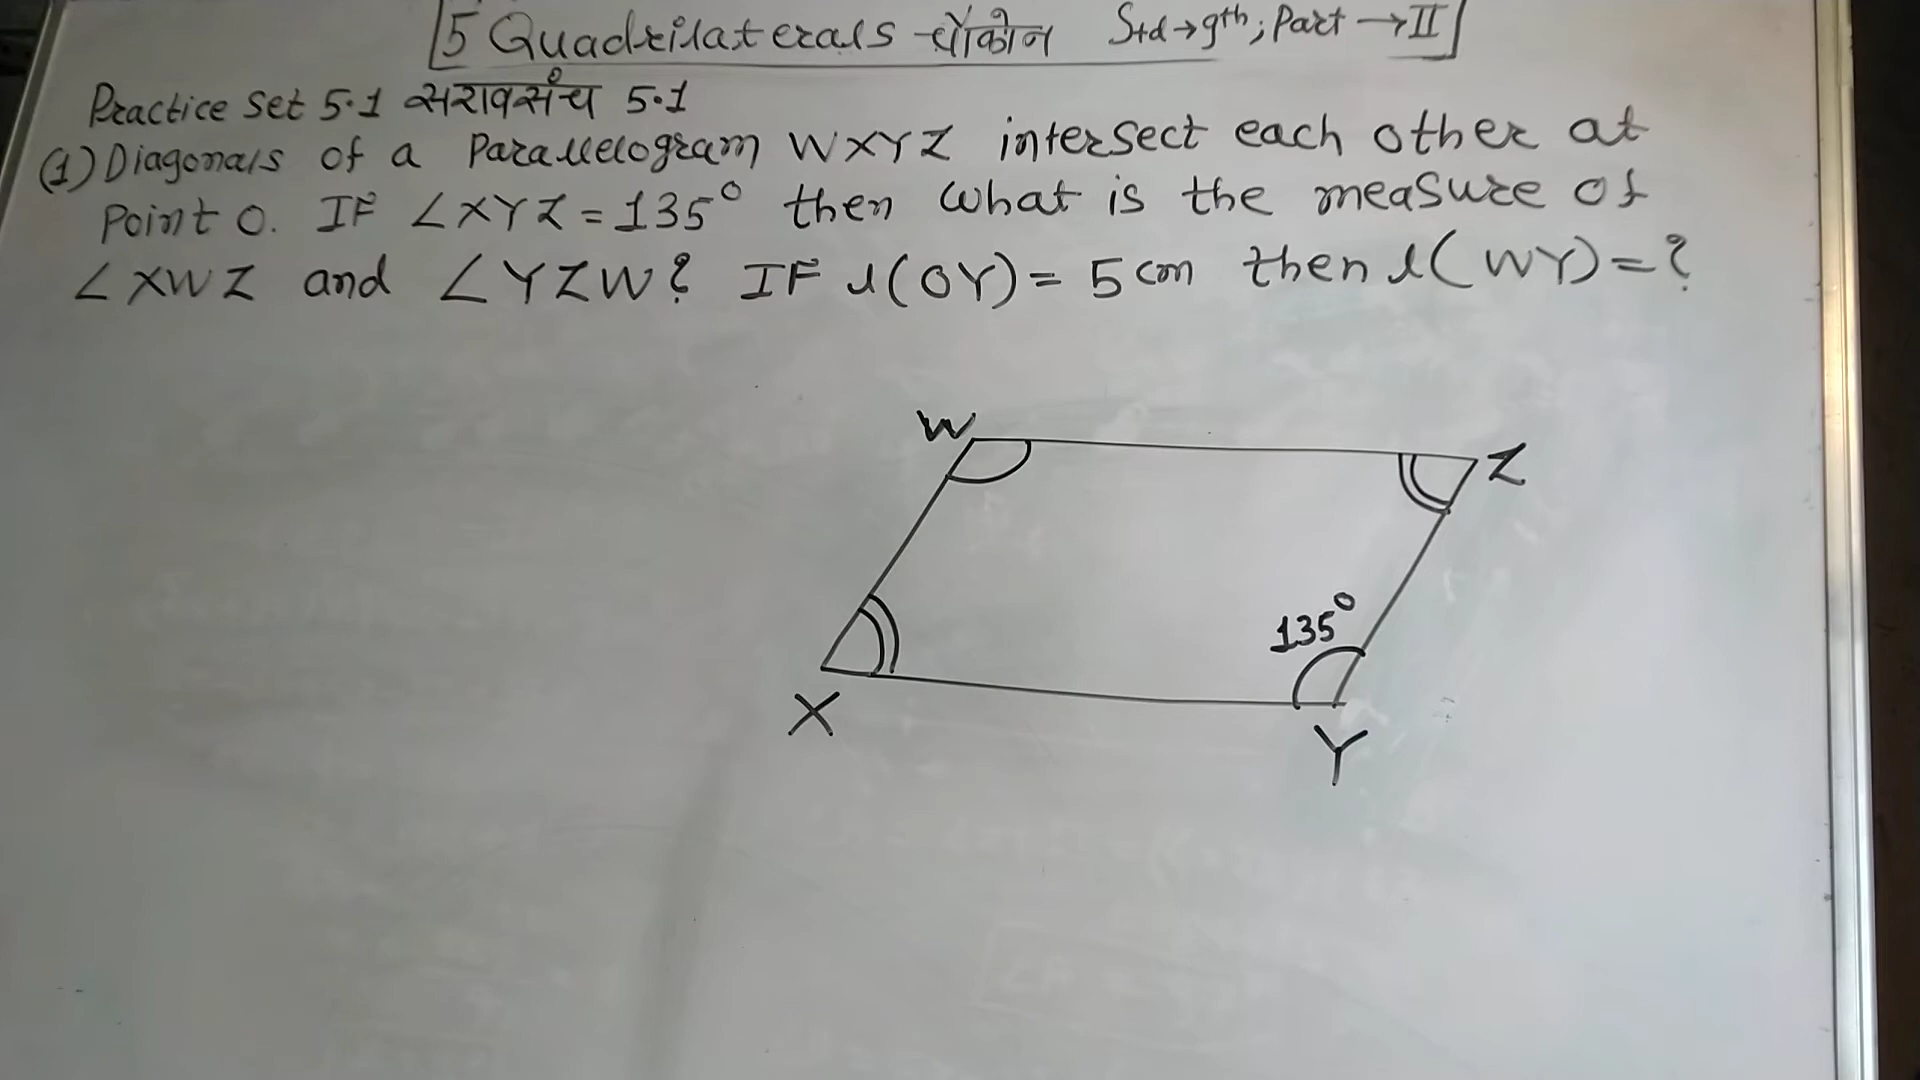 5 Quadrilaterals चौकोन Std→9th; Part→II
Practice Set 5.1 सरावसंच 5.1
(1) Diagonals of a Parallelogram WXYZ intersect each other at
Point O. IF ∠XYZ = 135° then what is the measure of
∠XWZ and ∠YZW? IF l(OY) = 5 cm then l(WY) = ?
W
Z
135°
X
Y